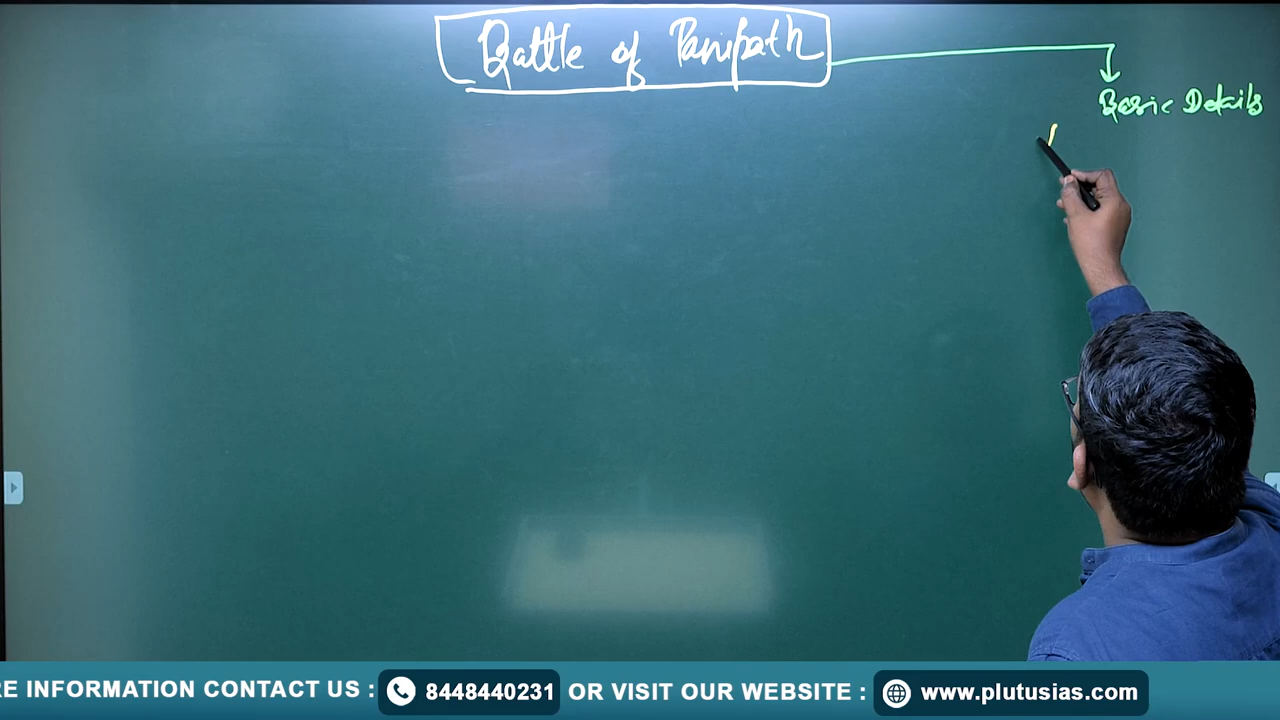 Battle of Panipath
Basic Details
RE INFORMATION CONTACT US : 8448440231 OR VISIT OUR WEBSITE : www.plutusias.com